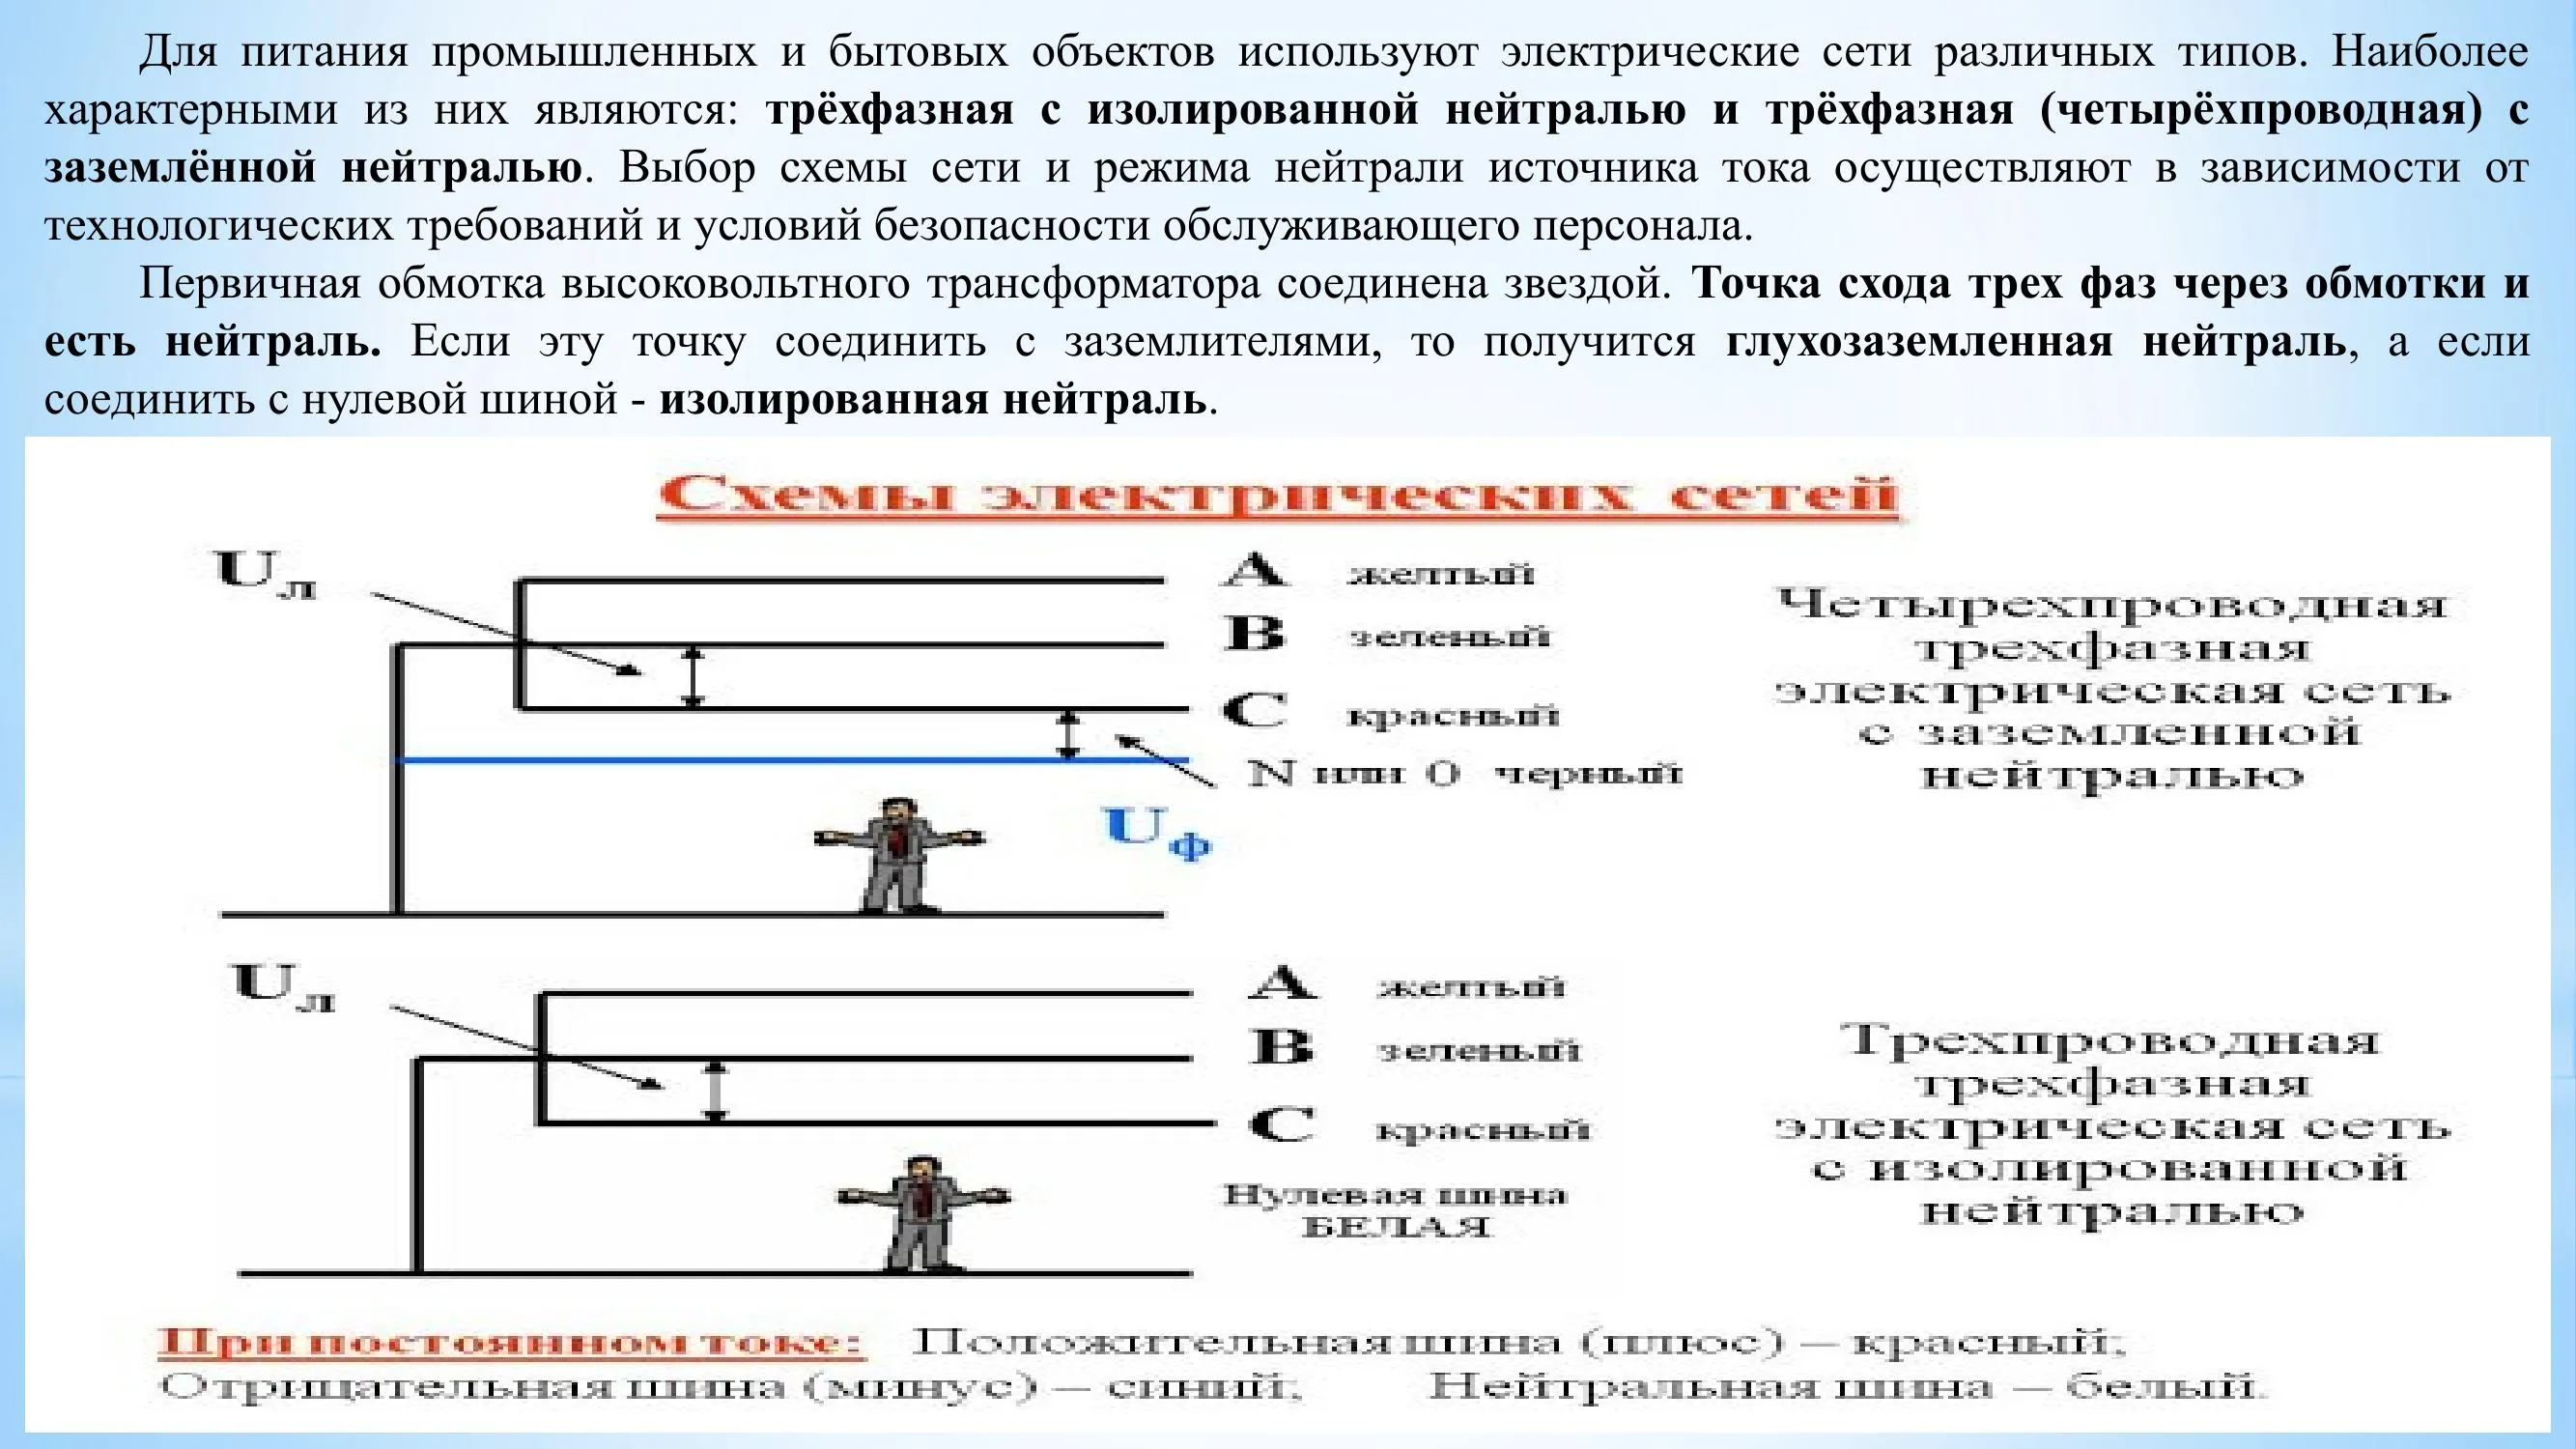 Для питания промышленных и бытовых объектов используют электрические сети различных типов. Наиболее
характерными из них являются: трёхфазная с изолированной нейтралью и трёхфазная (четырёхпроводная) с
заземлённой нейтралью. Выбор схемы сети и режима нейтрали источника тока осуществляют в зависимости от
технологических требований и условий безопасности обслуживающего персонала.
Первичная обмотка высоковольтного трансформатора соединена звездой. Точка схода трех фаз через обмотки и
есть нейтраль. Если эту точку соединить с заземлителями, то получится глухозаземленная нейтраль, а если
соединить с нулевой шиной - изолированная нейтраль.
Схемы электрических сетей
Uл
A желтый
B зеленый
C красный
N или 0 черный
Uф
Четырехпроводная
трехфазная
электрическая сеть
с заземленной
нейтралью
Uл
A желтый
B зеленый
C красный
Нулевая шина
БЕЛАЯ
Трехпроводная
трехфазная
электрическая сеть
с изолированной
нейтралью
При постоянном токе: Положительная шина (плюс) – красный;
Отрицательная шина (минус) – синий; Нейтральная шина – белый.